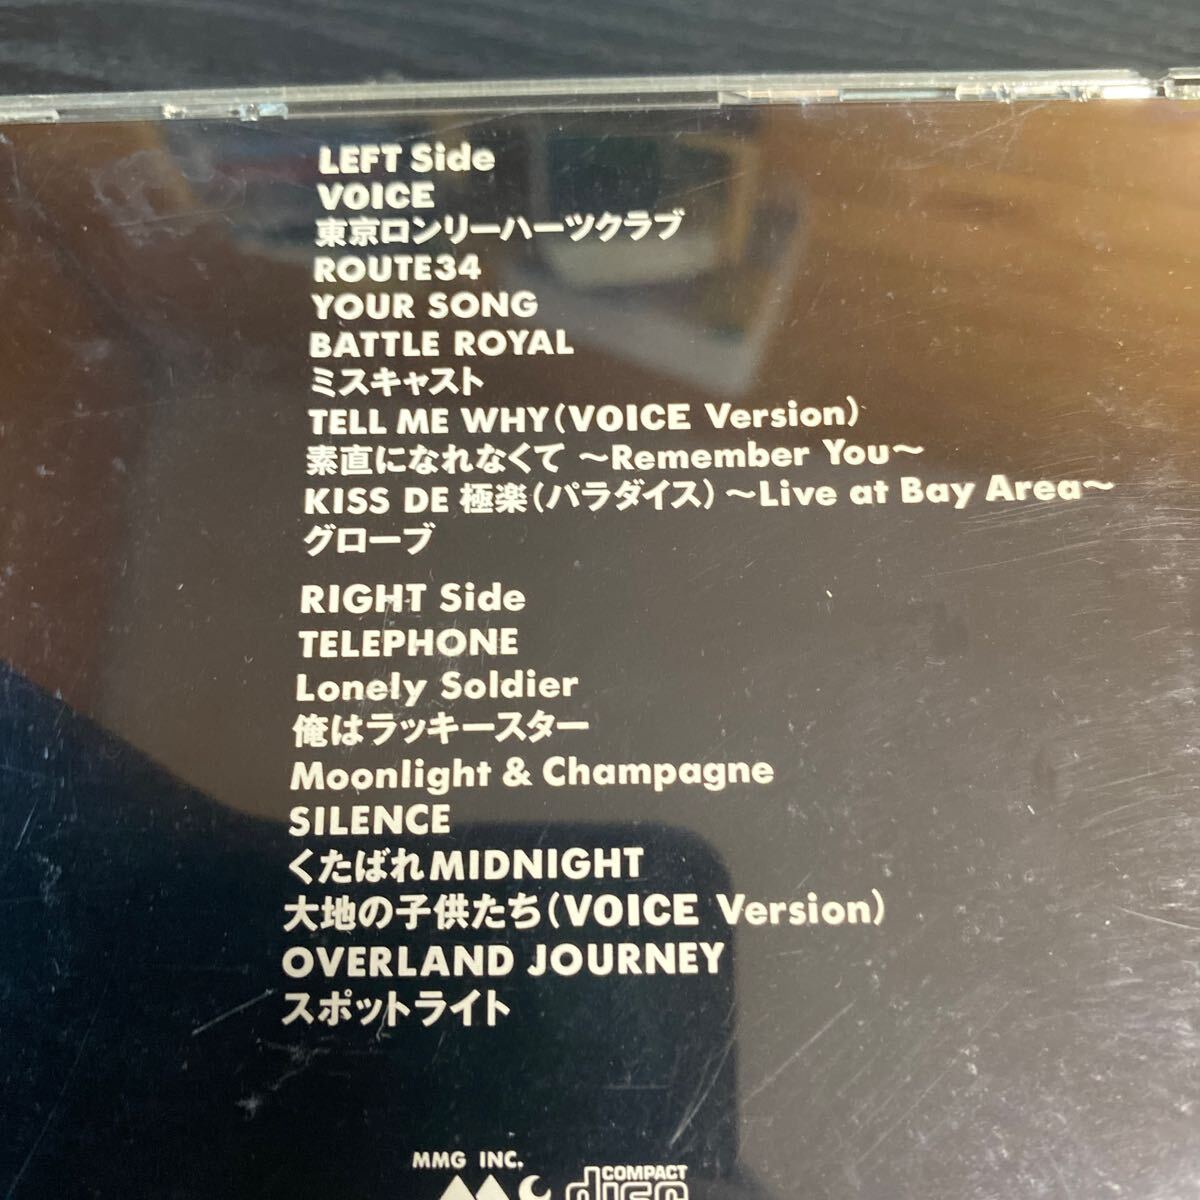 LEFT Side
VOICE
東京ロンリーハーツクラブ
ROUTE34
YOUR SONG
BATTLE ROYAL
ミスキャスト
TELL ME WHY(VOICE Version)
素直になれなくて 〜Remember You〜
KISS DE 極楽(パラダイス)〜Live at Bay Area〜
グローブ
RIGHT Side
TELEPHONE
Lonely Soldier
俺はラッキースター
Moonlight & Champagne
SILENCE
くたばれMIDNIGHT
大地の子供たち(VOICE Version)
OVERLAND JOURNEY
スポットライト
MMG INC.
COMPACT
disc